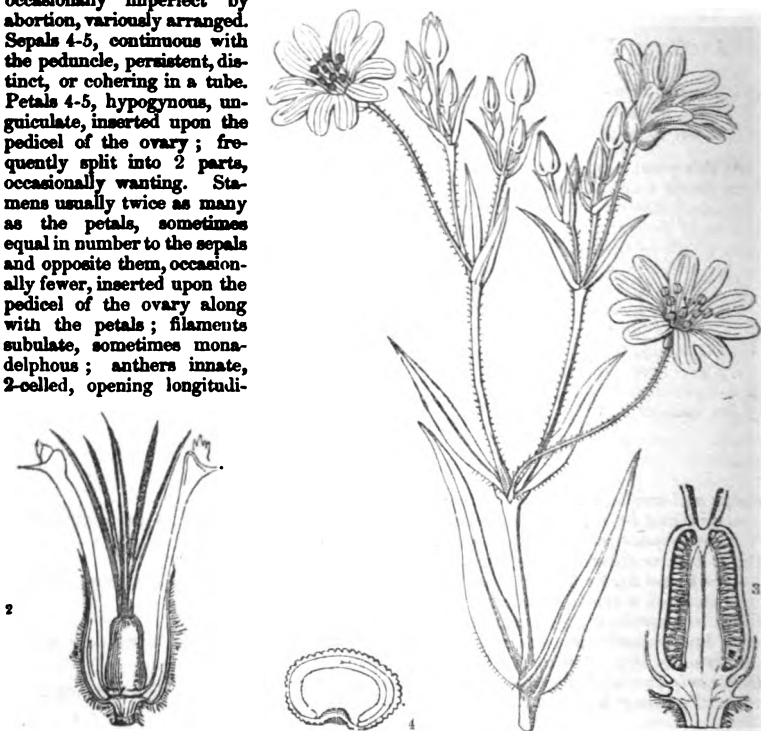 occasionally imperfect by
abortion, variously arranged.
Sepals 4-5, continuous with
the peduncle, persistent, dis-
tinct, or cohering in a tube.
Petals 4-5, hypogynous, un-
guiculate, inserted upon the
pedicel of the ovary ; fre-
quently split into 2 parts,
occasionally wanting. Sta-
mens usually twice as many
as the petals, sometimes
equal in number to the sepals
and opposite them, occasion-
ally fewer, inserted upon the
pedicel of the ovary along
with the petals ; filaments
subulate, sometimes mona-
delphous ; anthers innate,
2-celled, opening longitudi-
2
3
4